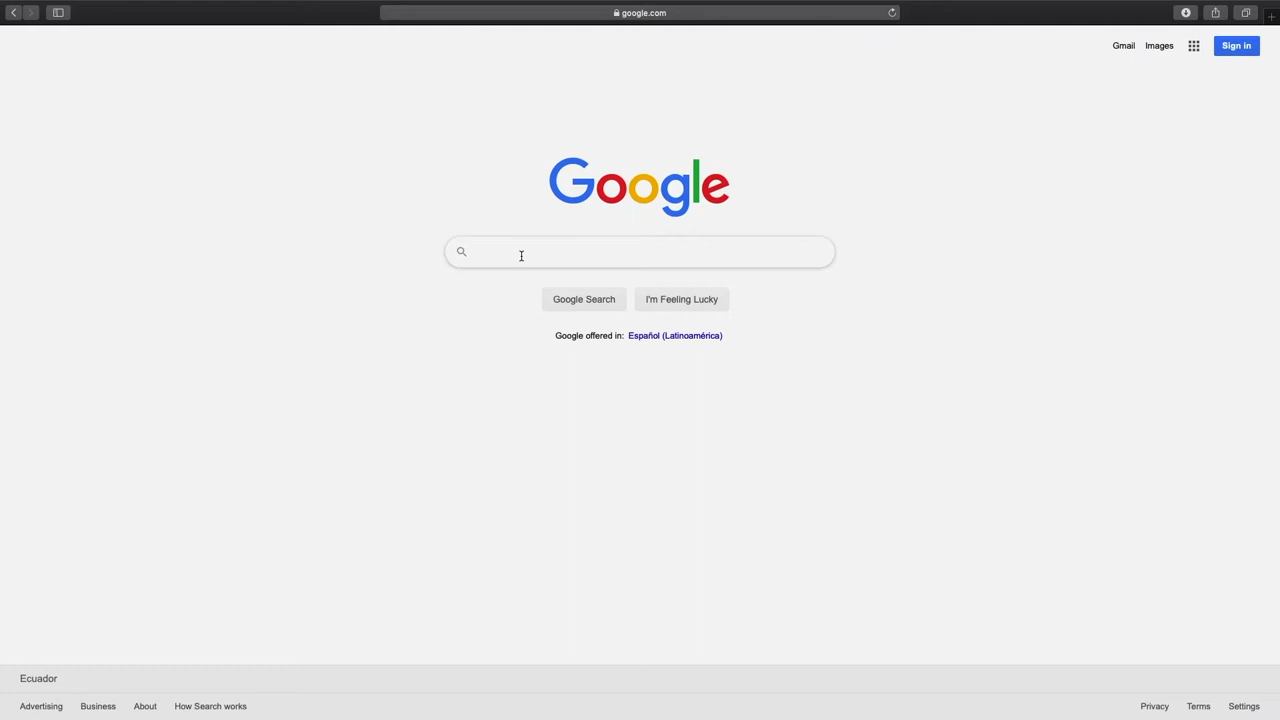 google.com
Gmail Images Sign in
Google
Google Search I'm Feeling Lucky
Google offered in: Español (Latinoamérica)
Ecuador
Advertising Business About How Search works Privacy Terms Settings